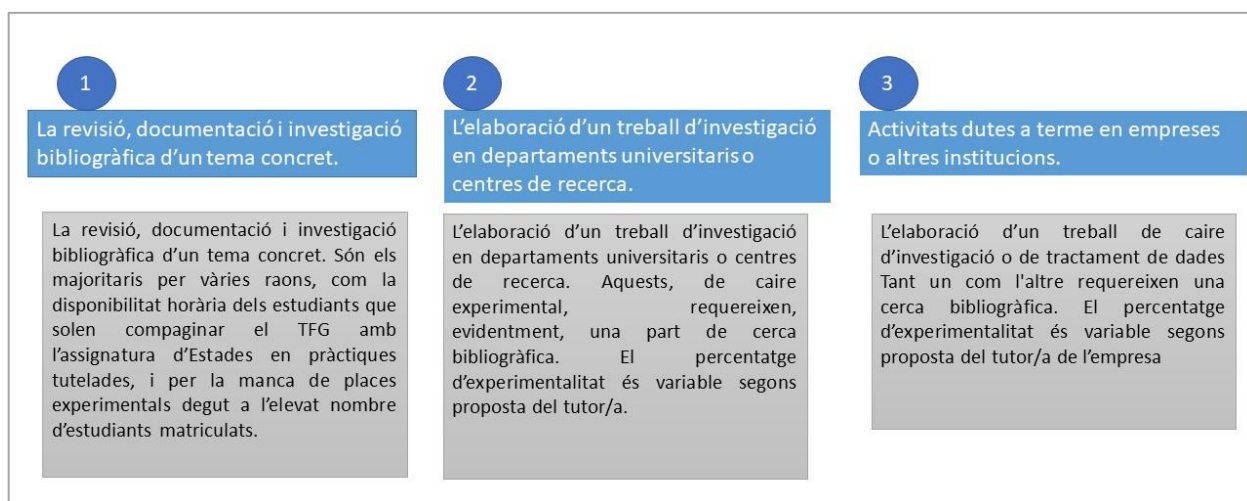 1
La revisió, documentació i investigació
bibliogràfica d'un tema concret.
La revisió, documentació i investigació
bibliogràfica d'un tema concret. Són els
majoritaris per vàries raons, com la
disponibilitat horària dels estudiants que
solen compaginar el TFG amb
l'assignatura d'Estades en pràctiques
tutelades, i per la manca de places
experimentals degut a l'elevat nombre
d'estudiants matriculats.
2
L'elaboració d'un treball d'investigació
en departaments universitaris o
centres de recerca.
L'elaboració d'un treball d'investigació
en departaments universitaris o centres
de recerca. Aquests, de caire
experimental, requereixen,
evidentment, una part de cerca
bibliogràfica. El percentatge
d'experimentalitat és variable segons
proposta del tutor/a.
3
Activitats dutes a terme en empreses
o altres institucions.
L'elaboració d'un treball de caire
d'investigació o de tractament de dades
Tant un com l'altre requereixen una
cerca bibliogràfica. El percentatge
d'experimentalitat és variable segons
proposta del tutor/a de l'empresa